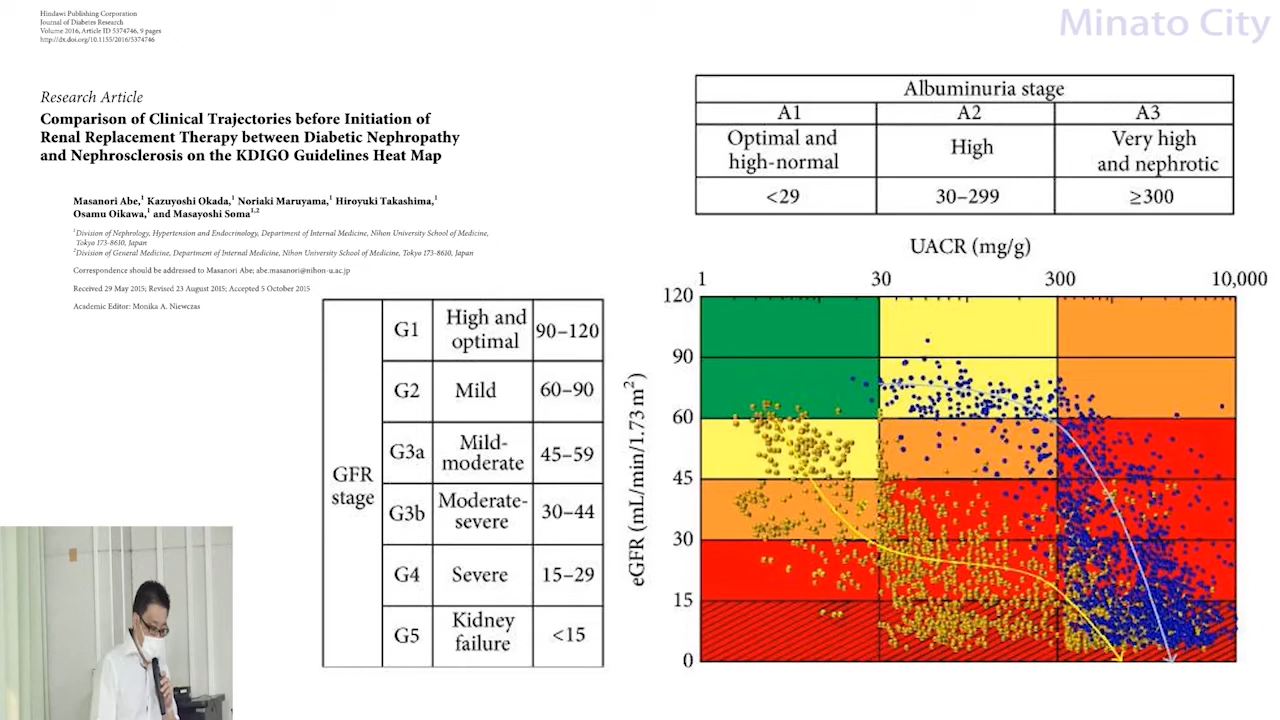 Hindawi Publishing Corporation
Journal of Diabetes Research
Volume 2016, Article ID 5374746, 9 pages
http://dx.doi.org/10.1155/2016/5374746
Minato City
Research Article
Comparison of Clinical Trajectories before Initiation of
Renal Replacement Therapy between Diabetic Nephropathy
and Nephrosclerosis on the KDIGO Guidelines Heat Map
Masanori Abe,1 Kazuyoshi Okada,1 Noriaki Maruyama,1 Hiroyuki Takashima,1
Osamu Oikawa,1 and Masayoshi Soma1,2
1Division of Nephrology, Hypertension and Endocrinology, Department of Internal Medicine, Nihon University School of Medicine,
Tokyo 173-8610, Japan
2Division of General Medicine, Department of Internal Medicine, Nihon University School of Medicine, Tokyo 173-8610, Japan
Correspondence should be addressed to Masanori Abe; abe.masanori@nihon-u.ac.jp
Received 29 May 2015; Revised 23 August 2015; Accepted 5 October 2015
Academic Editor: Monika A. Niewczas
GFR
stage
G1
High and
optimal
90–120
G2
Mild
60–90
G3a
Mild-
moderate
45–59
G3b
Moderate-
severe
30–44
G4
Severe
15–29
G5
Kidney
failure
<15
Albuminuria stage
A1
A2
A3
Optimal and
high-normal
High
Very high
and nephrotic
<29
30–299
≥300
UACR (mg/g)
1
30
300
10,000
eGFR (mL/min/1.73 m2)
120
90
60
45
30
15
0